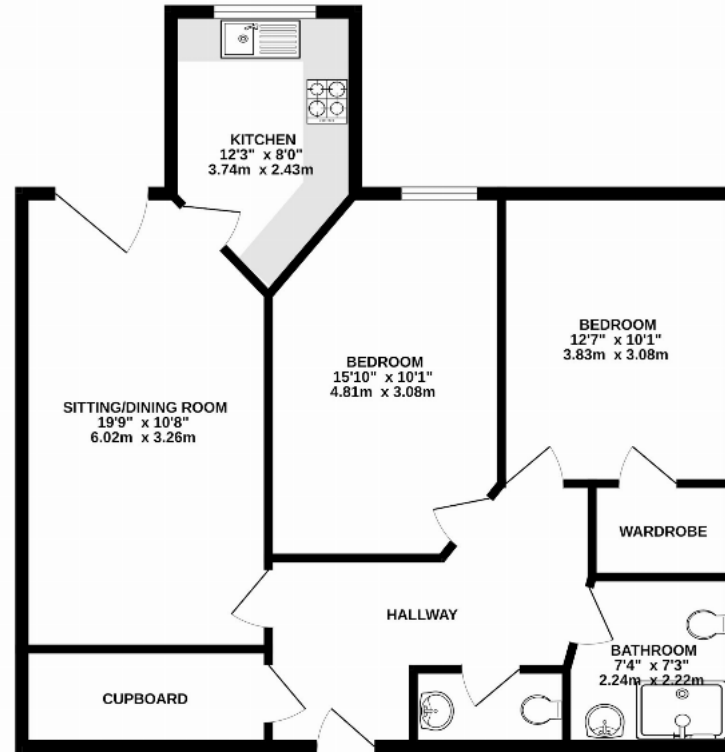 KITCHEN
12'3" x 8'0"
3.74m x 2.43m
BEDROOM
12'7" x 10'1"
3.83m x 3.08m
BEDROOM
15'10" x 10'1"
4.81m x 3.08m
SITTING/DINING ROOM
19'9" x 10'8"
6.02m x 3.26m
WARDROBE
HALLWAY
BATHROOM
7'4" x 7'3"
2.24m x 2.22m
CUPBOARD